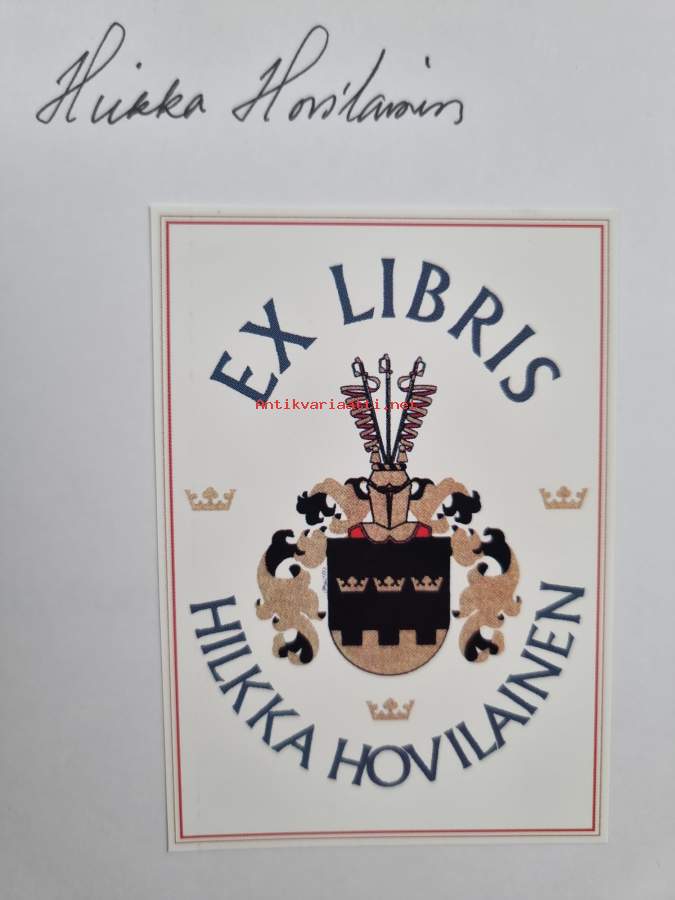 Hilkka Hovilainen
EX LIBRIS
Antikvariaatti.net
HILKKA HOVILAINEN